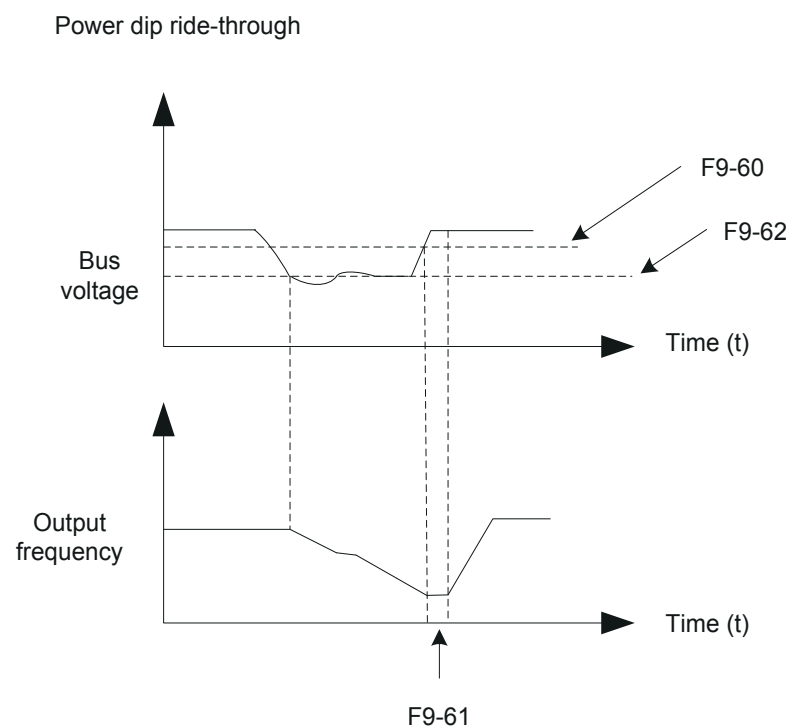 Power dip ride-through
F9-60
F9-62
Bus
voltage
Time (t)
Output
frequency
Time (t)
F9-61